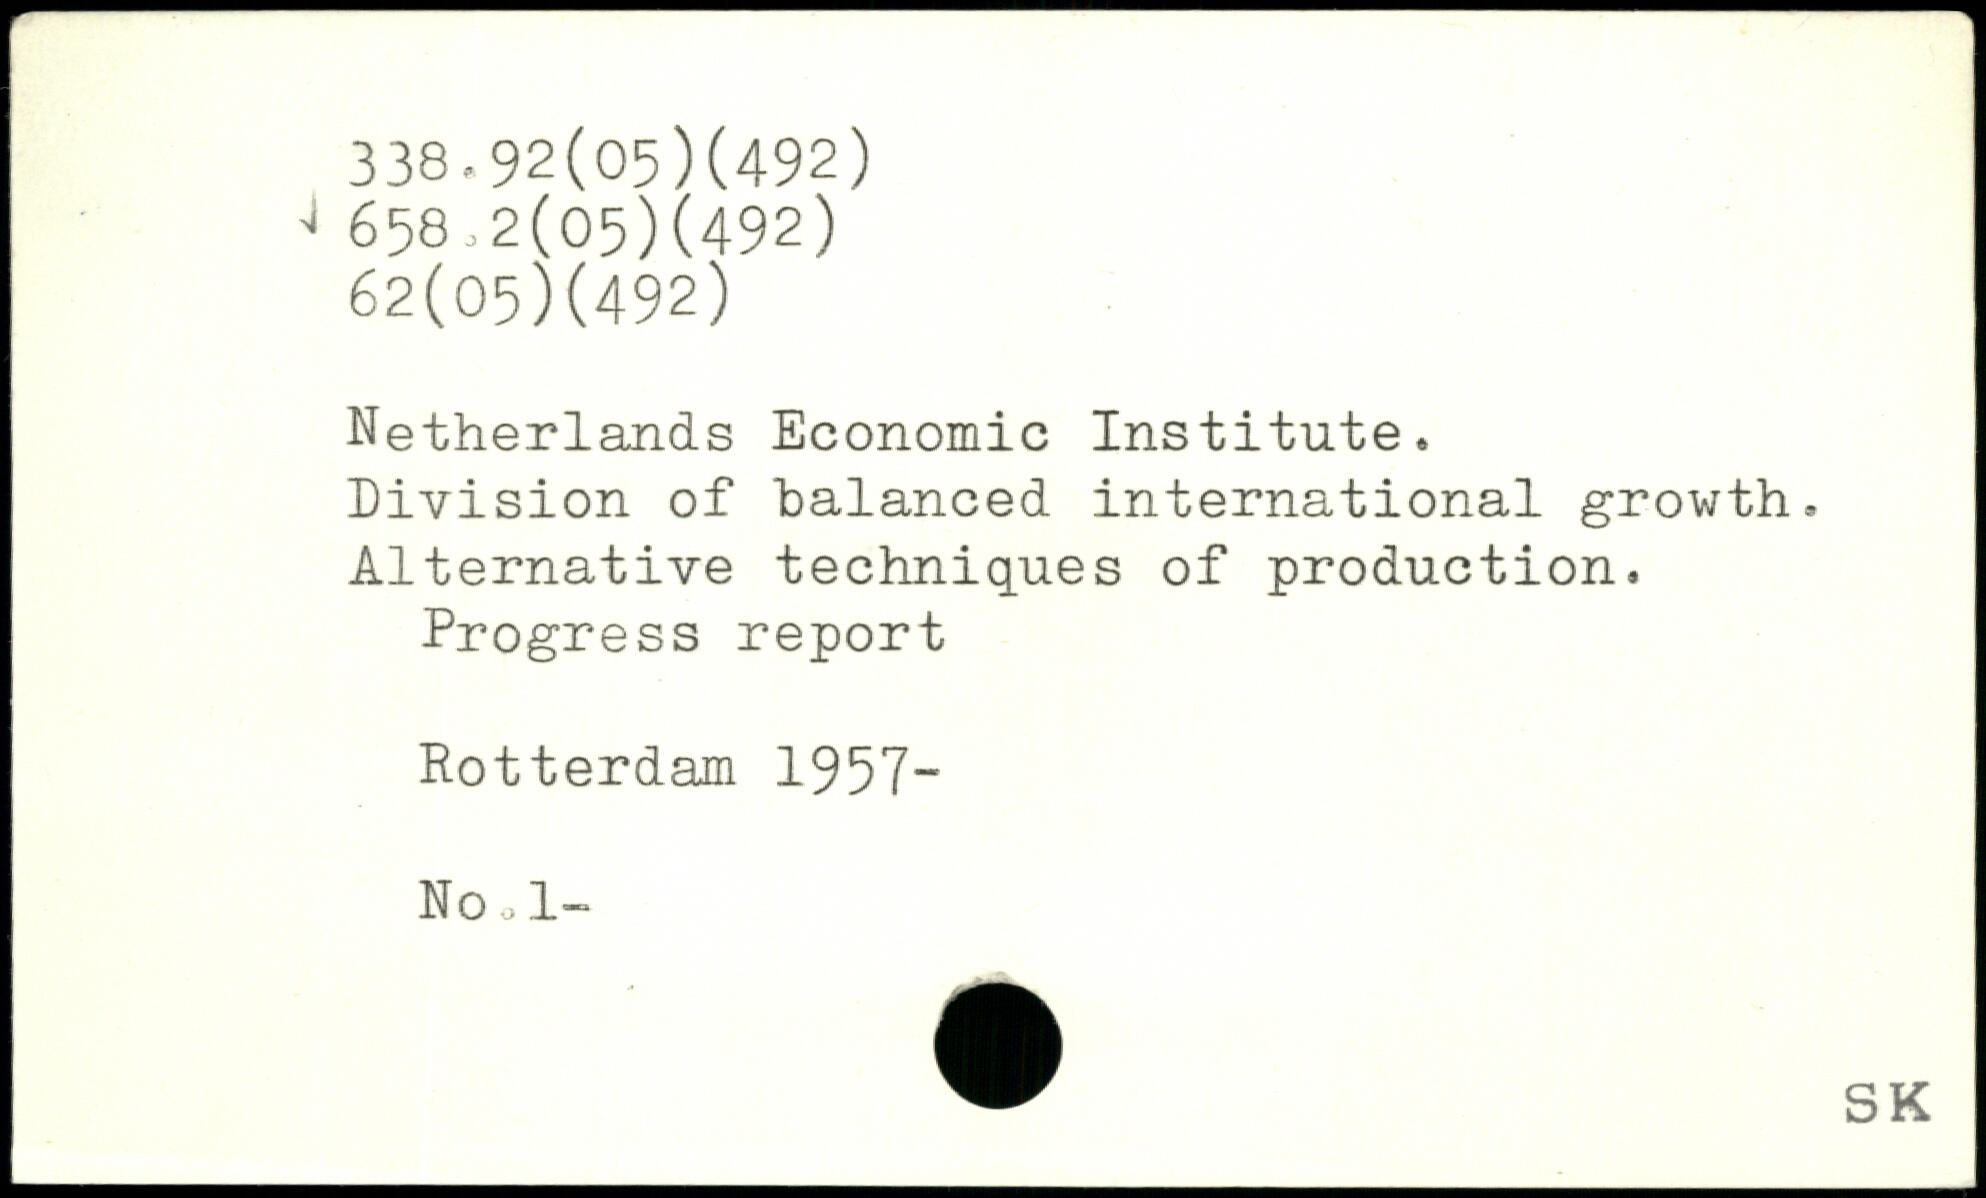 338.92(05)(492)
658.2(05)(492)
62(05)(492)
Netherlands Economic Institute.
Division of balanced international growth.
Alternative techniques of production.
Progress report
Rotterdam 1957-
No.1-
SK